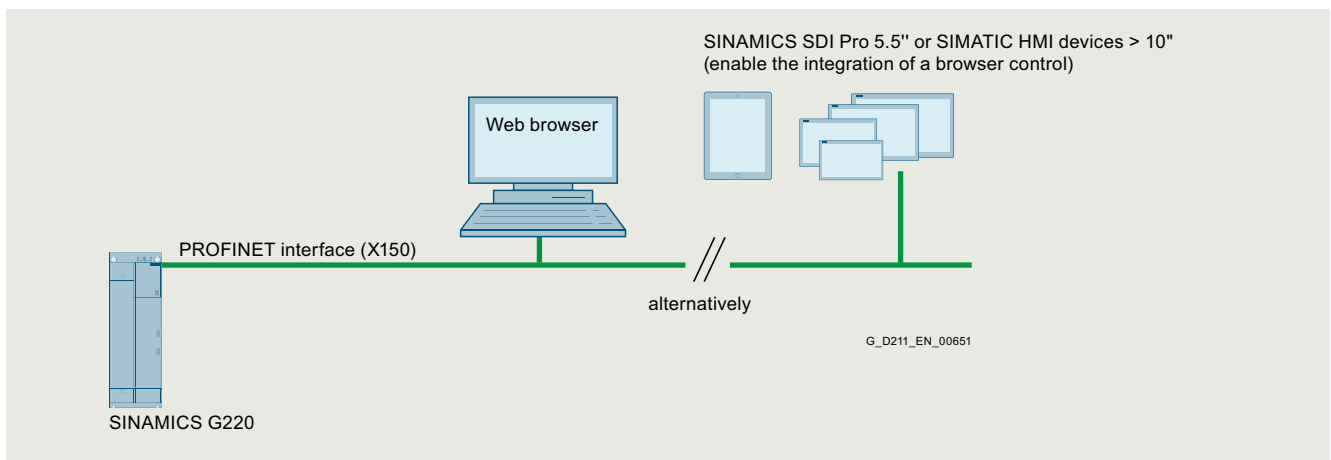 SINAMICS SDI Pro 5.5'' or SIMATIC HMI devices > 10"
(enable the integration of a browser control)
Web browser
PROFINET interface (X150)
alternatively
G_D211_EN_00651
SINAMICS G220